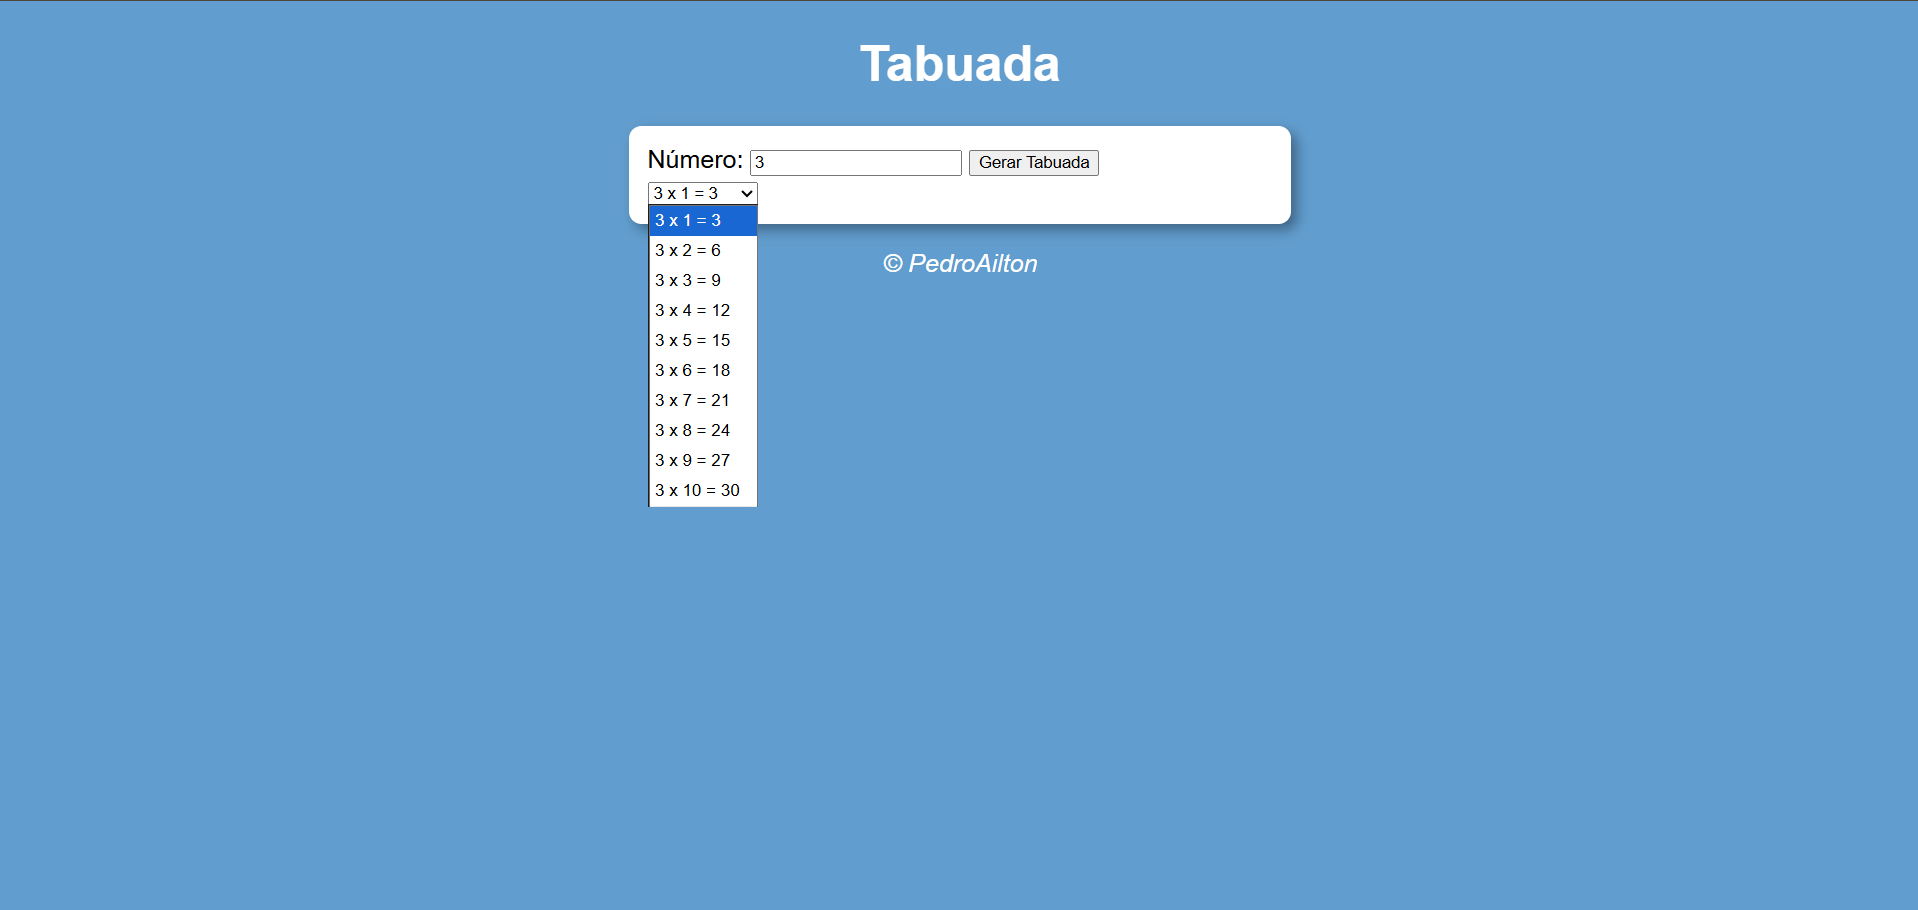 Tabuada
Número: 3 Gerar Tabuada
3 x 1 = 3
3 x 1 = 3
3 x 2 = 6
3 x 3 = 9
3 x 4 = 12
3 x 5 = 15
3 x 6 = 18
3 x 7 = 21
3 x 8 = 24
3 x 9 = 27
3 x 10 = 30
© PedroAilton